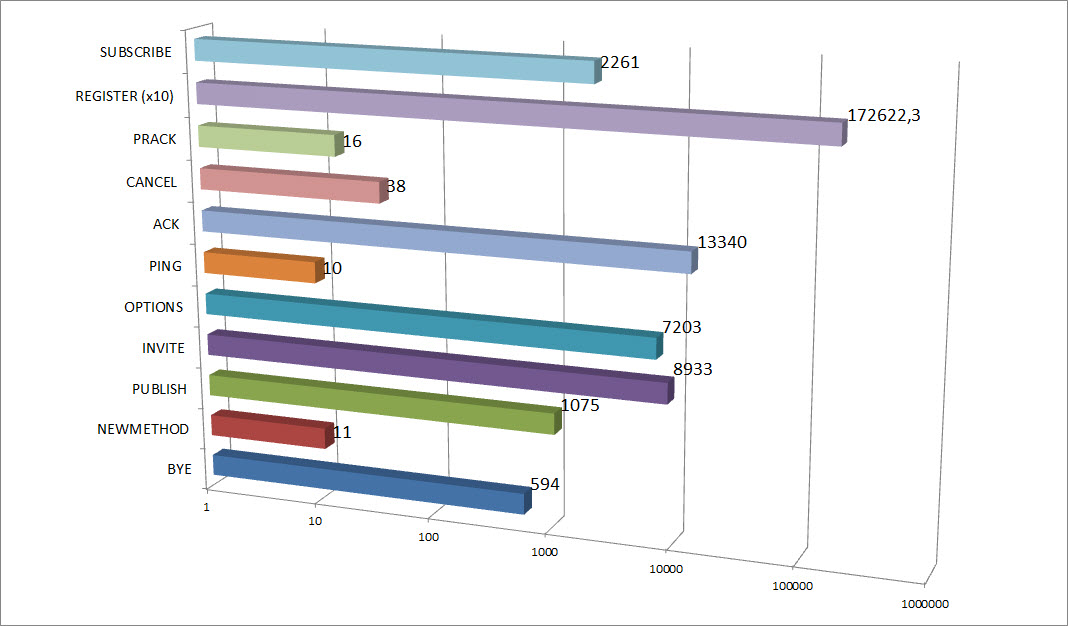 SUBSCRIBE 2261
REGISTER (x10) 172622,3
PRACK 16
CANCEL 38
ACK 13340
PING 10
OPTIONS 7203
INVITE 8933
PUBLISH 1075
NEWMETHOD 11
BYE 594
1 10 100 1000 10000 100000 1000000